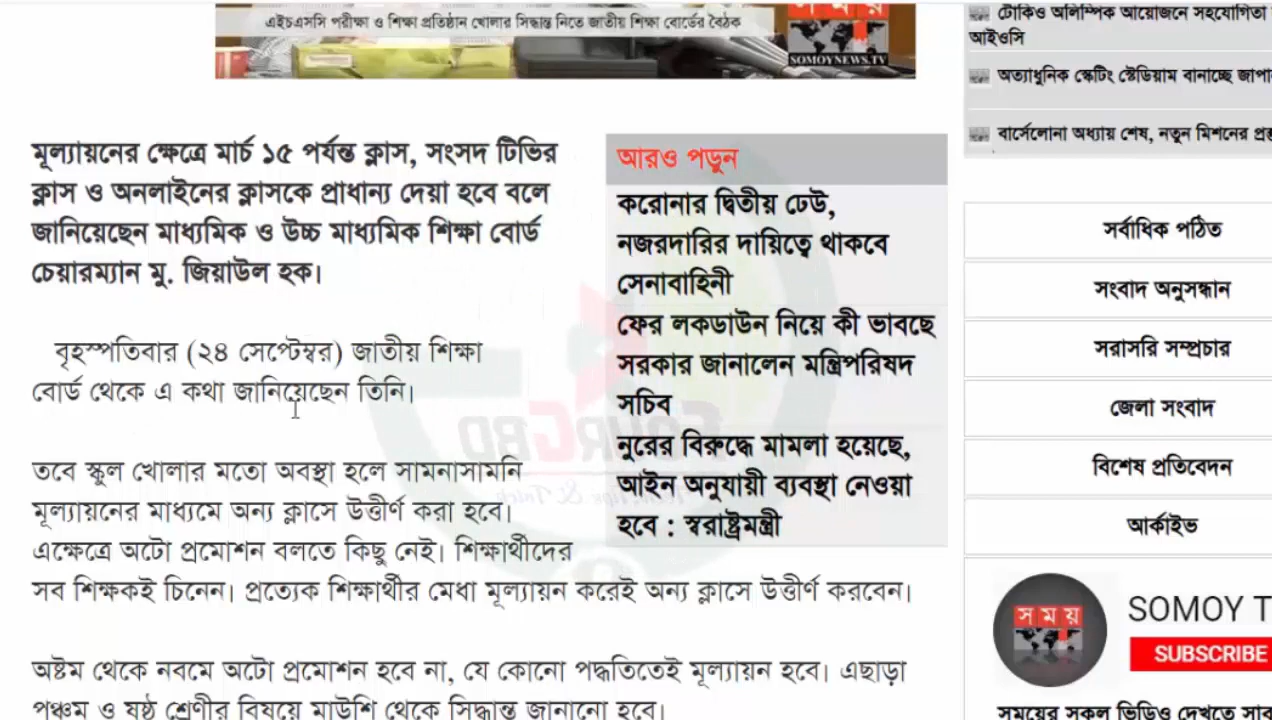 এইচএসসি পরীক্ষা ও শিক্ষা প্রতিষ্ঠান খোলার সিদ্ধান্ত নিতে জাতীয় শিক্ষা বোর্ডের বৈঠক
সময়
SOMOYNEWS.TV
মূল্যায়নের ক্ষেত্রে মার্চ ১৫ পর্যন্ত ক্লাস, সংসদ টিভির
ক্লাস ও অনলাইনের ক্লাসকে প্রাধান্য দেয়া হবে বলে
জানিয়েছেন মাধ্যমিক ও উচ্চ মাধ্যমিক শিক্ষা বোর্ড
চেয়ারম্যান মু. জিয়াউল হক।
বৃহস্পতিবার (২৪ সেপ্টেম্বর) জাতীয় শিক্ষা
বোর্ড থেকে এ কথা জানিয়েছেন তিনি।
তবে স্কুল খোলার মতো অবস্থা হলে সামনাসামনি
মূল্যায়নের মাধ্যমে অন্য ক্লাসে উত্তীর্ণ করা হবে।
এক্ষেত্রে অটো প্রমোশন বলতে কিছু নেই। শিক্ষার্থীদের
সব শিক্ষকই চিনেন। প্রত্যেক শিক্ষার্থীর মেধা মূল্যায়ন করেই অন্য ক্লাসে উত্তীর্ণ করবেন।
অষ্টম থেকে নবমে অটো প্রমোশন হবে না, যে কোনো পদ্ধতিতেই মূল্যায়ন হবে। এছাড়া
পঞ্চম ও ষষ্ঠ শ্রেণীর বিষয়ে মাউশি থেকে সিদ্ধান্ত জানানো হবে।
আরও পড়ুন
করোনার দ্বিতীয় ঢেউ,
নজরদারির দায়িত্বে থাকবে
সেনাবাহিনী
ফের লকডাউন নিয়ে কী ভাবছে
সরকার জানালেন মন্ত্রিপরিষদ
সচিব
নুরের বিরুদ্ধে মামলা হয়েছে,
আইন অনুযায়ী ব্যবস্থা নেওয়া
হবে : স্বরাষ্ট্রমন্ত্রী
টোকিও অলিম্পিক আয়োজনে সহযোগিতা
আইওসি
অত্যাধুনিক স্কেটিং স্টেডিয়াম বানাচ্ছে
বার্সেলোনা অধ্যায় শেষ, নতুন মিশনের
সর্বাধিক পঠিত
সংবাদ অনুসন্ধান
সরাসরি সম্প্রচার
জেলা সংবাদ
বিশেষ প্রতিবেদন
আর্কাইভ
সময়
SOMOY T
SUBSCRIBE
সময়ের সকল ভিডিও দেখতে